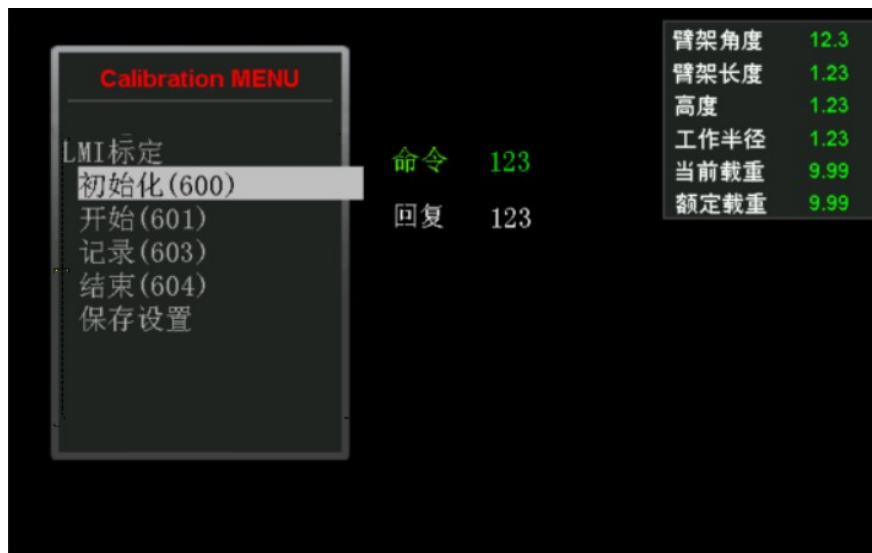 Calibration MENU
LMI标定
初始化(600)
开始(601)
记录(603)
结束(604)
保存设置
命令 123
回复 123
臂架角度 12.3
臂架长度 1.23
高度 1.23
工作半径 1.23
当前载重 9.99
额定载重 9.99